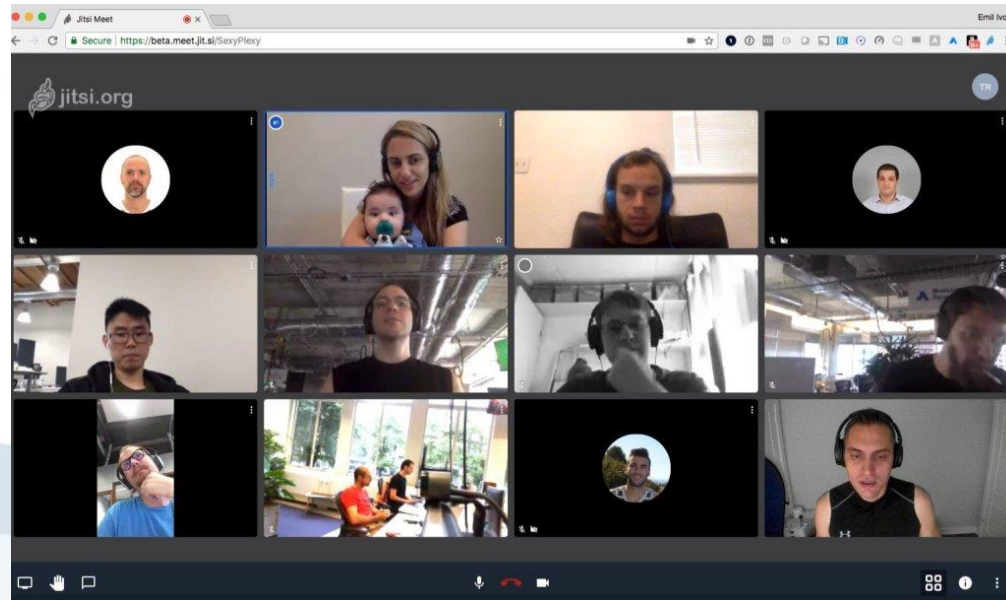 Jitsi Meet
Emil Ivo
Secure | https://beta.meet.jit.si/SexyPlexy
jitsi.org
TR